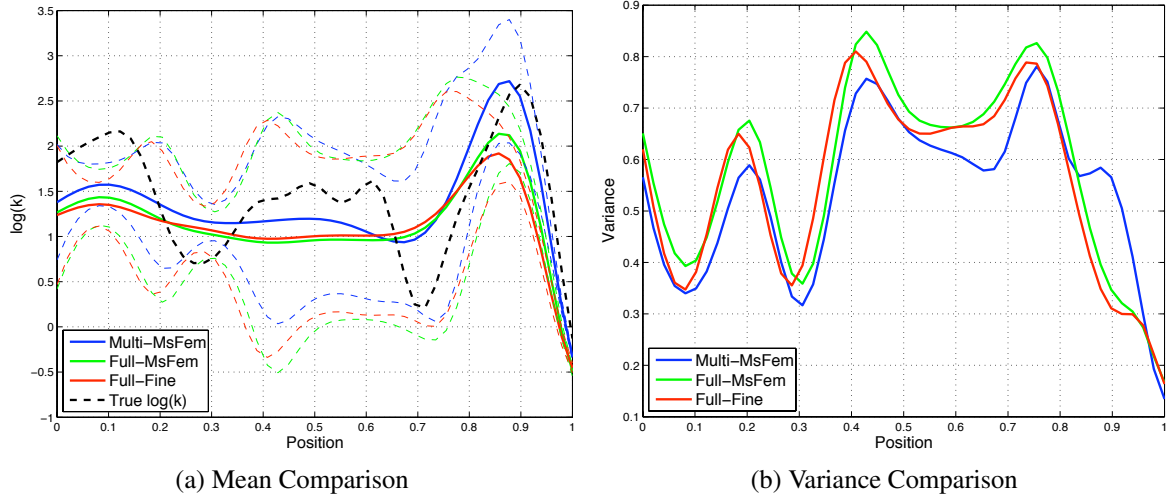 3.5
3
2.5
2
1.5
1
0.5
0
−0.5
−1
log(k)
0 0.1 0.2 0.3 0.4 0.5 0.6 0.7 0.8 0.9 1
Position
Multi-MsFem
Full-MsFem
Full-Fine
True log(k)
(a) Mean Comparison
0.9
0.8
0.7
0.6
0.5
0.4
0.3
0.2
0.1
Variance
0 0.1 0.2 0.3 0.4 0.5 0.6 0.7 0.8 0.9 1
Position
Multi-MsFem
Full-MsFem
Full-Fine
(b) Variance Comparison